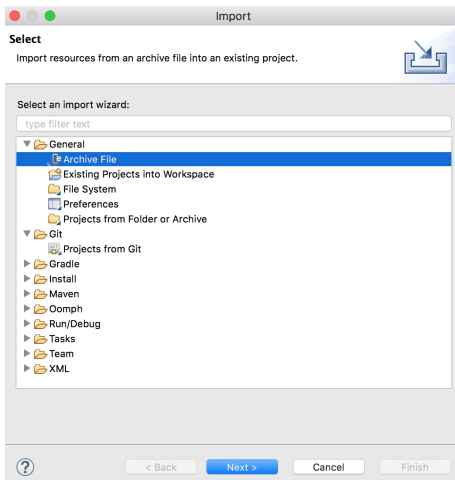 Import
Select
Import resources from an archive file into an existing project.
Select an import wizard:
type filter text
General
Archive File
Existing Projects into Workspace
File System
Preferences
Projects from Folder or Archive
Git
Projects from Git
Gradle
Install
Maven
Oomph
Run/Debug
Tasks
Team
XML
? < Back Next > Cancel Finish